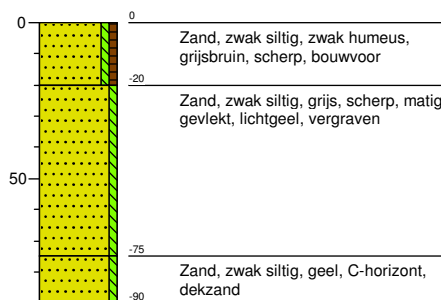 0
0
Zand, zwak siltig, zwak humeus,
grijsbruin, scherp, bouwvoor
-20
Zand, zwak siltig, grijs, scherp, matig
gevlekt, lichtgeel, vergraven
50
-75
Zand, zwak siltig, geel, C-horizont,
dekzand
-90